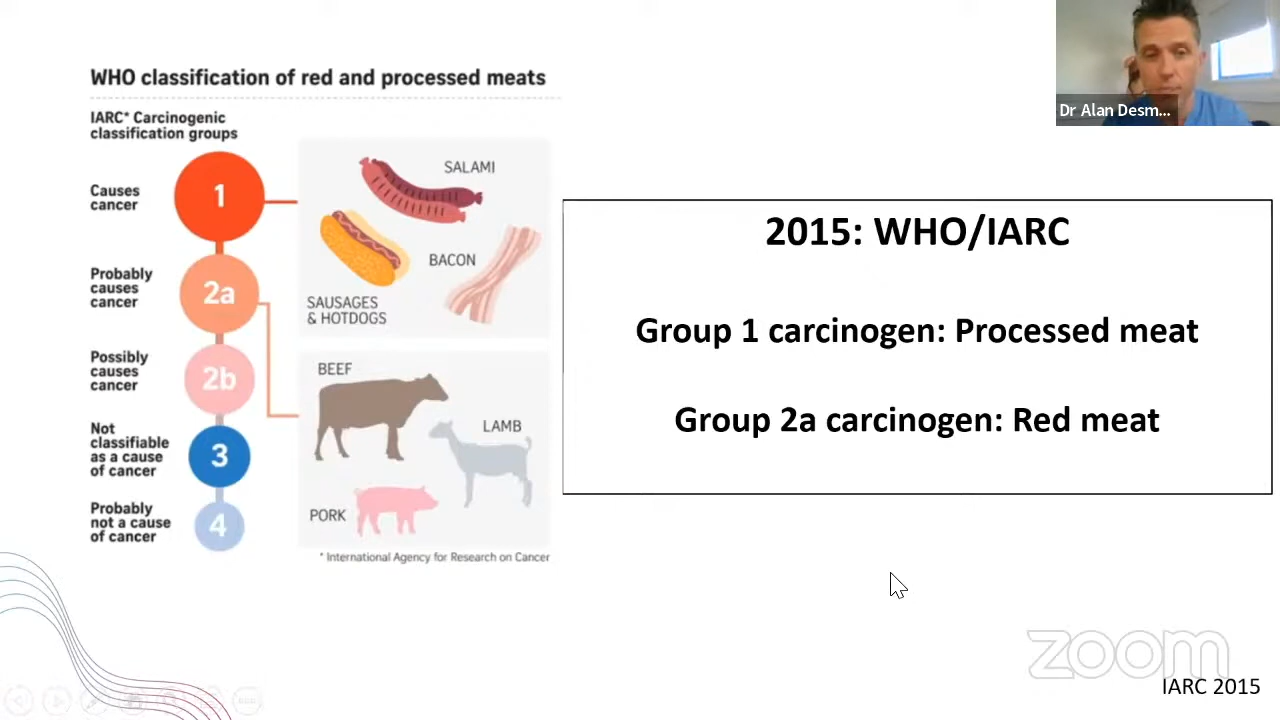 WHO classification of red and processed meats
IARC* Carcinogenic
classification groups
Causes
cancer
1
Probably
causes
cancer
2a
Possibly
causes
cancer
2b
Not
classifiable
as a cause
of cancer
3
Probably
not a cause
of cancer
4
SALAMI
BACON
SAUSAGES
& HOTDOGS
BEEF
LAMB
PORK
* International Agency for Research on Cancer
Dr Alan Desm...
2015: WHO/IARC
Group 1 carcinogen: Processed meat
Group 2a carcinogen: Red meat
zoom
IARC 2015